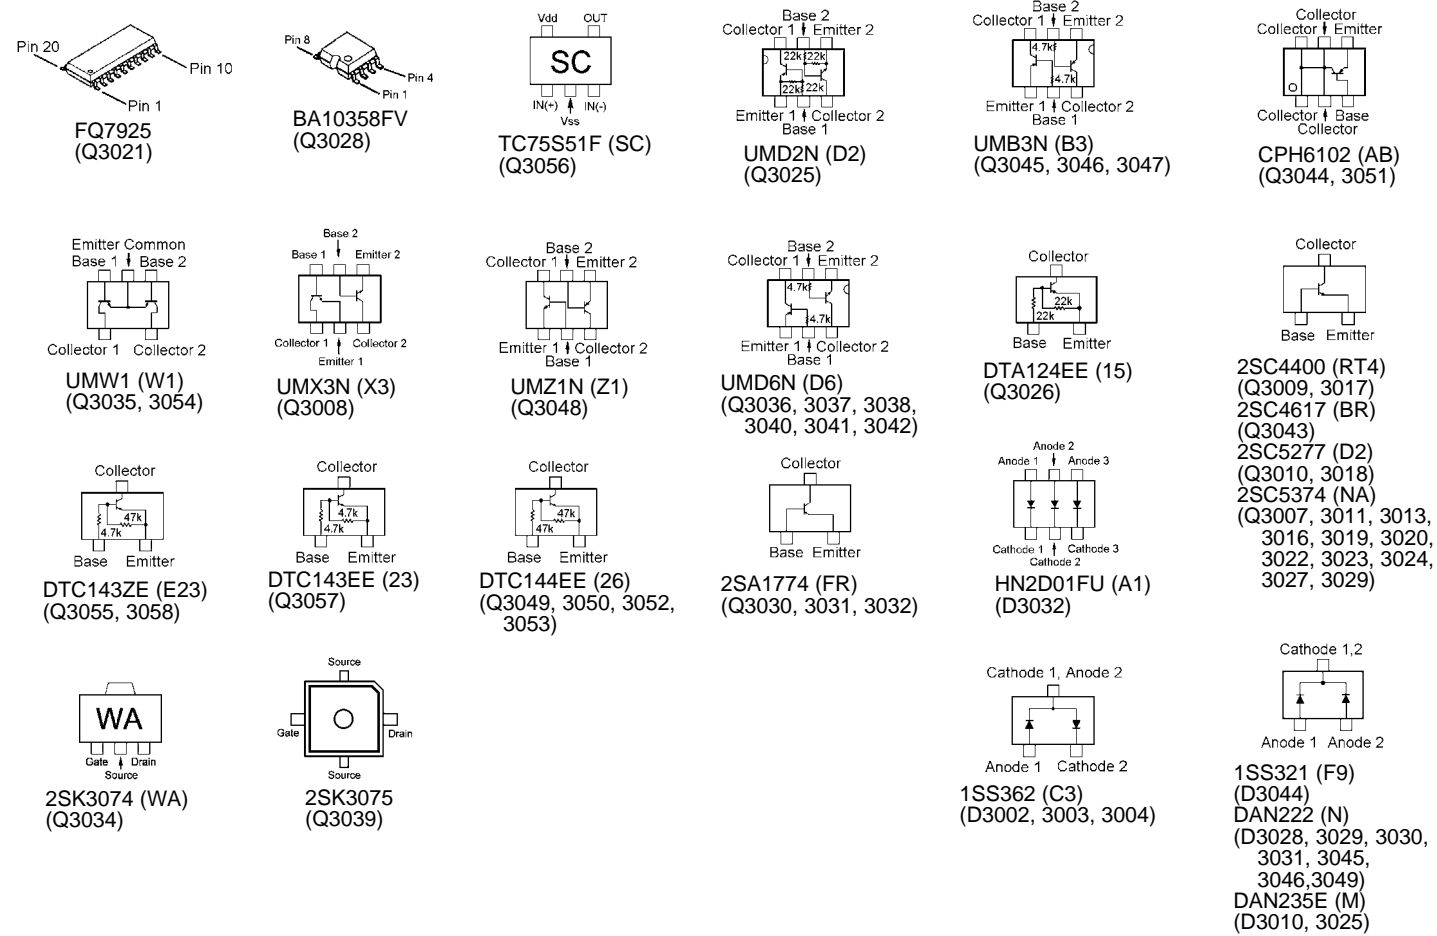 Pin 20
Pin 10
Pin 1
FQ7925
(Q3021)
Pin 8
Pin 4
Pin 1
BA10358FV
(Q3028)
Vdd OUT
SC
IN(+) IN(-)
Vss
TC75S51F (SC)
(Q3056)
Base 2
Collector 1 Emitter 2
22k 22k
22k 22k
Emitter 1 Collector 2
Base 1
UMD2N (D2)
(Q3025)
Base 2
Collector 1 Emitter 2
4.7k
4.7k
Emitter 1 Collector 2
Base 1
UMB3N (B3)
(Q3045, 3046, 3047)
Collector
Collector Emitter
Collector Base
Collector
CPH6102 (AB)
(Q3044, 3051)
Emitter Common
Base 1 Base 2
Collector 1 Collector 2
UMW1 (W1)
(Q3035, 3054)
Base 2
Base 1 Emitter 2
Collector 1 Collector 2
Emitter 1
UMX3N (X3)
(Q3008)
Base 2
Collector 1 Emitter 2
Emitter 1 Collector 2
Base 1
UMZ1N (Z1)
(Q3048)
Base 2
Collector 1 Emitter 2
4.7k
4.7k
Emitter 1 Collector 2
Base 1
UMD6N (D6)
(Q3036, 3037, 3038,
3040, 3041, 3042)
Collector
22k
22k
Base Emitter
DTA124EE (15)
(Q3026)
Collector
Base Emitter
2SC4400 (RT4)
(Q3009, 3017)
2SC4617 (BR)
(Q3043)
2SC5277 (D2)
(Q3010, 3018)
2SC5374 (NA)
(Q3007, 3011, 3013,
3016, 3019, 3020,
3022, 3023, 3024,
3027, 3029)
Collector
47k
4.7k
Base Emitter
DTC143ZE (E23)
(Q3055, 3058)
Collector
4.7k
4.7k
Base Emitter
DTC143EE (23)
(Q3057)
Collector
47k
47k
Base Emitter
DTC144EE (26)
(Q3049, 3050, 3052,
3053)
Collector
Base Emitter
2SA1774 (FR)
(Q3030, 3031, 3032)
Anode 2
Anode 1 Anode 3
Cathode 1 Cathode 3
Cathode 2
HN2D01FU (A1)
(D3032)
WA
Gate Drain
Source
2SK3074 (WA)
(Q3034)
Source
Gate Drain
Source
2SK3075
(Q3039)
Cathode 1, Anode 2
Anode 1 Cathode 2
1SS362 (C3)
(D3002, 3003, 3004)
Cathode 1,2
Anode 1 Anode 2
1SS321 (F9)
(D3044)
DAN222 (N)
(D3028, 3029, 3030,
3031, 3045,
3046,3049)
DAN235E (M)
(D3010, 3025)